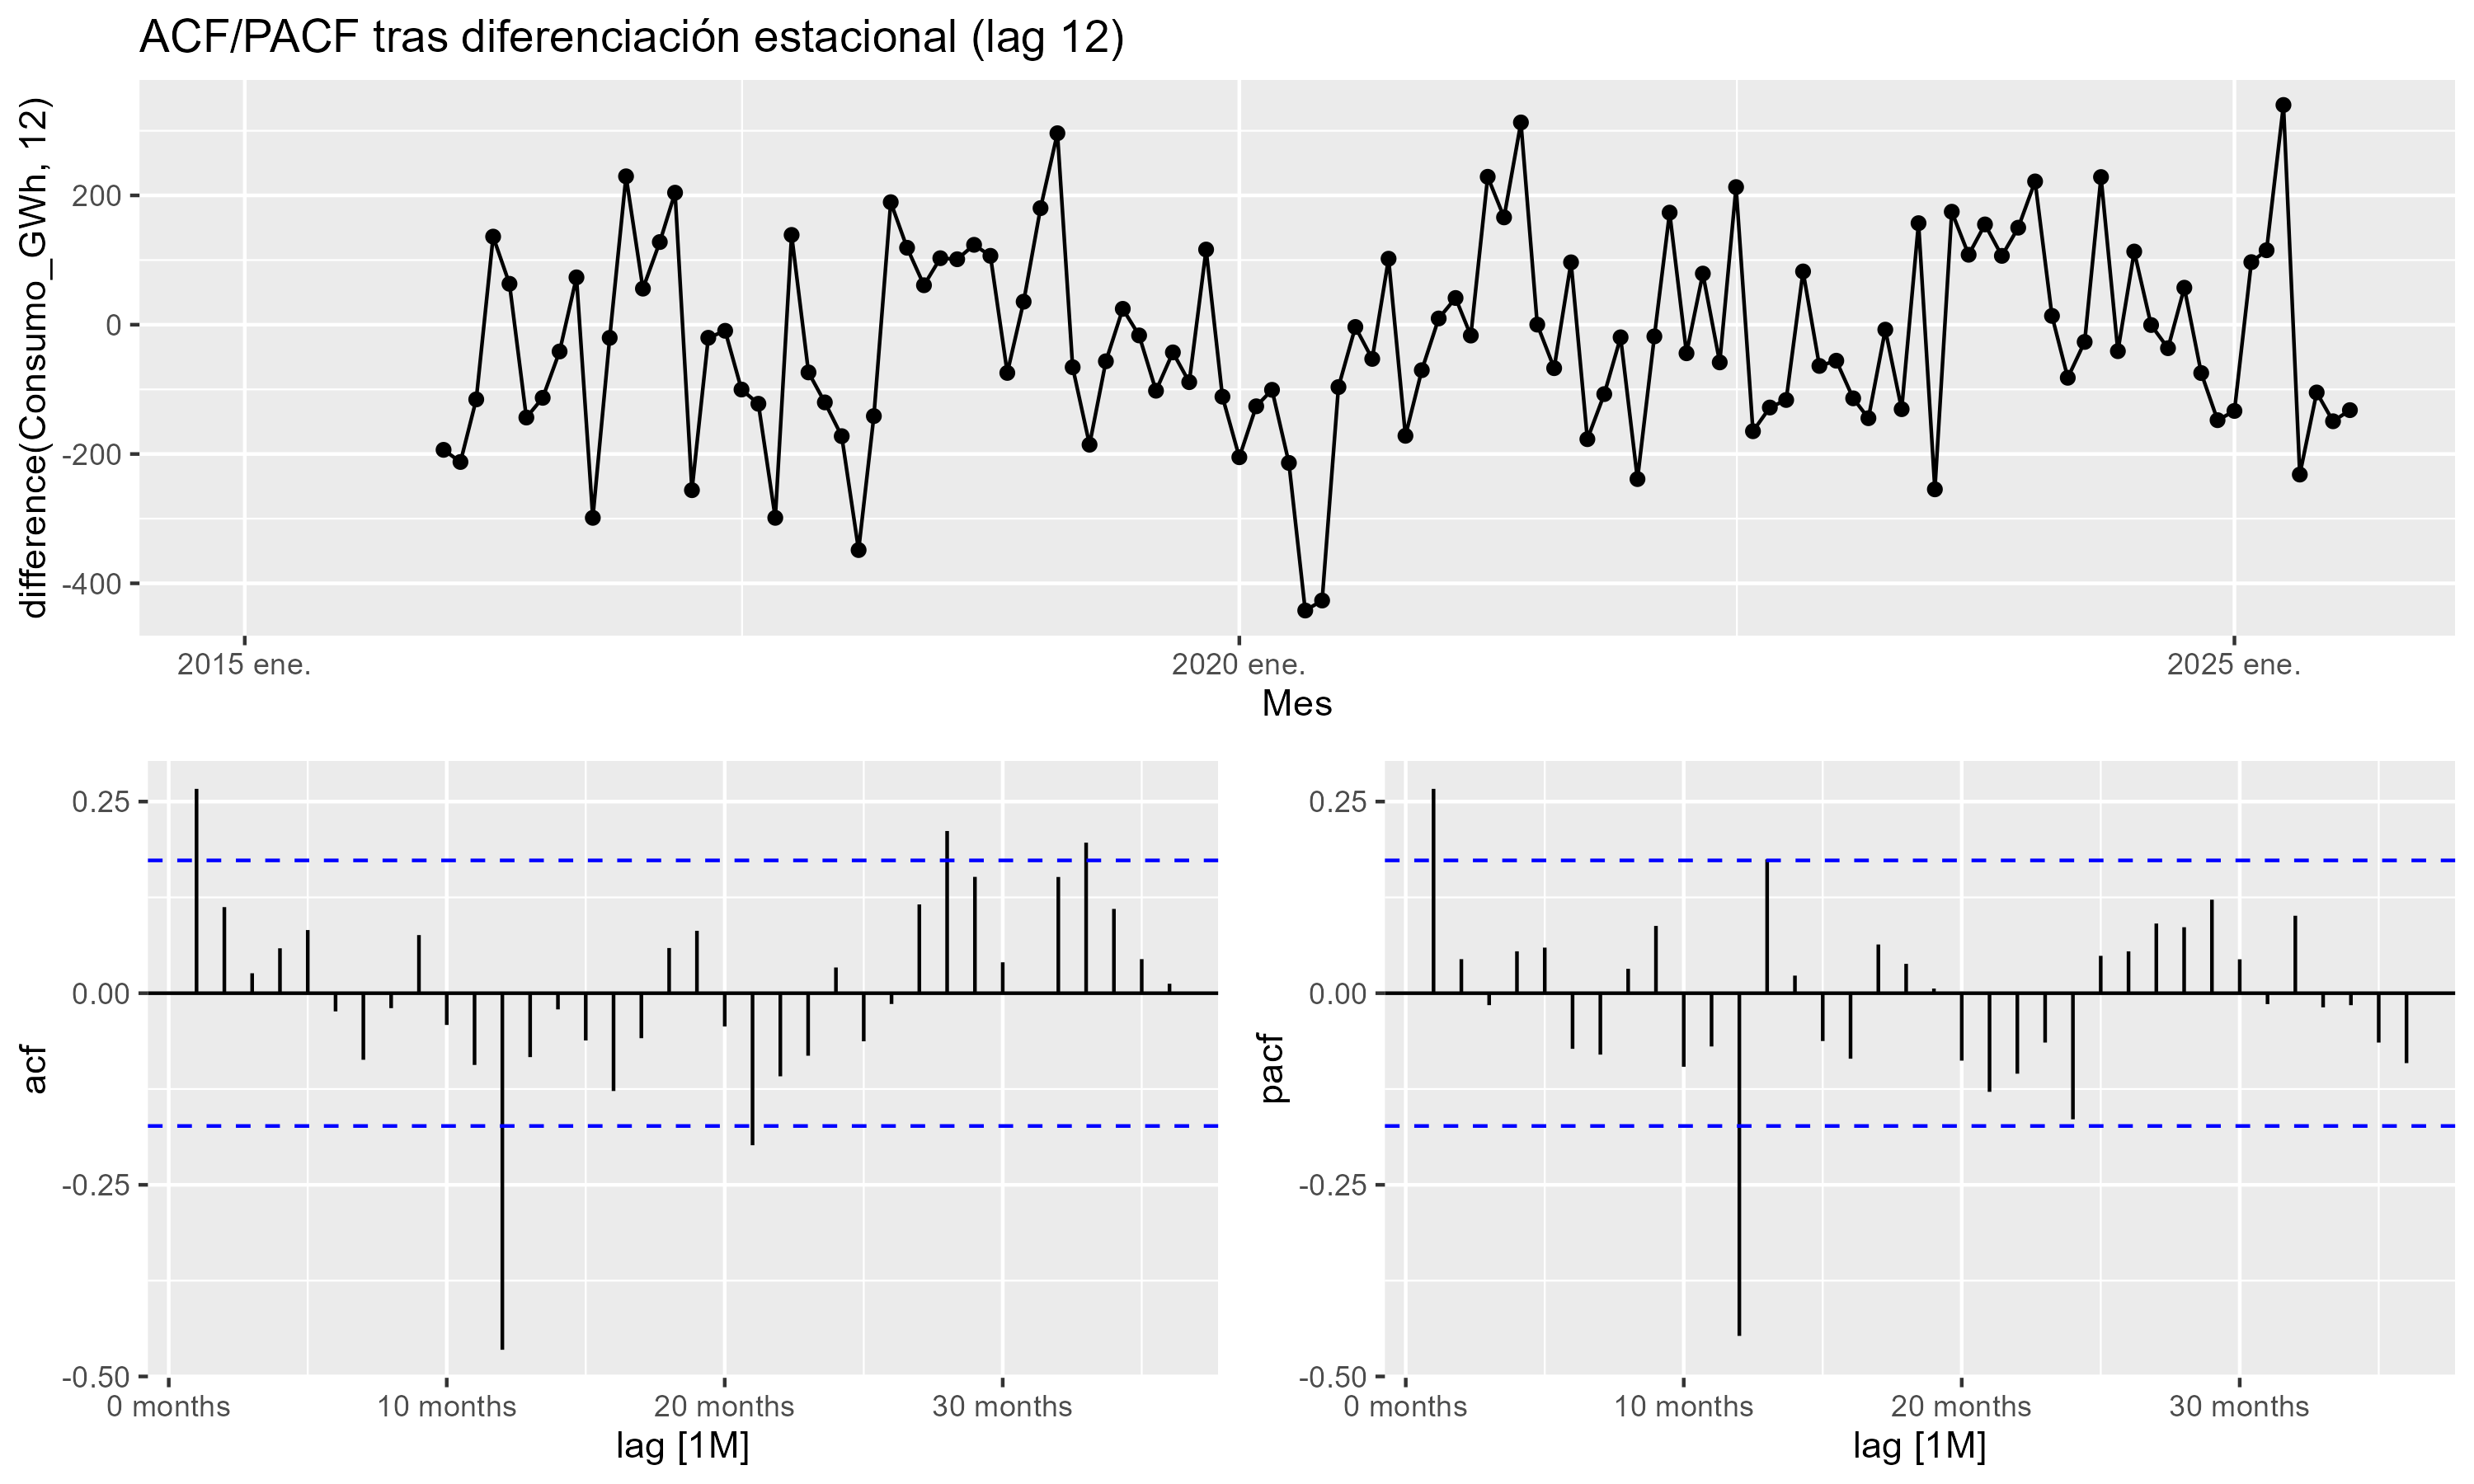 ACF/PACF tras diferenciación estacional (lag 12)
difference(Consumo_GWh, 12)
200
0
-200
-400
2015 ene.
2020 ene.
2025 ene.
Mes
acf
0.25
0.00
-0.25
-0.50
0 months
10 months
20 months
30 months
lag [1M]
pacf
0.25
0.00
-0.25
-0.50
0 months
10 months
20 months
30 months
lag [1M]